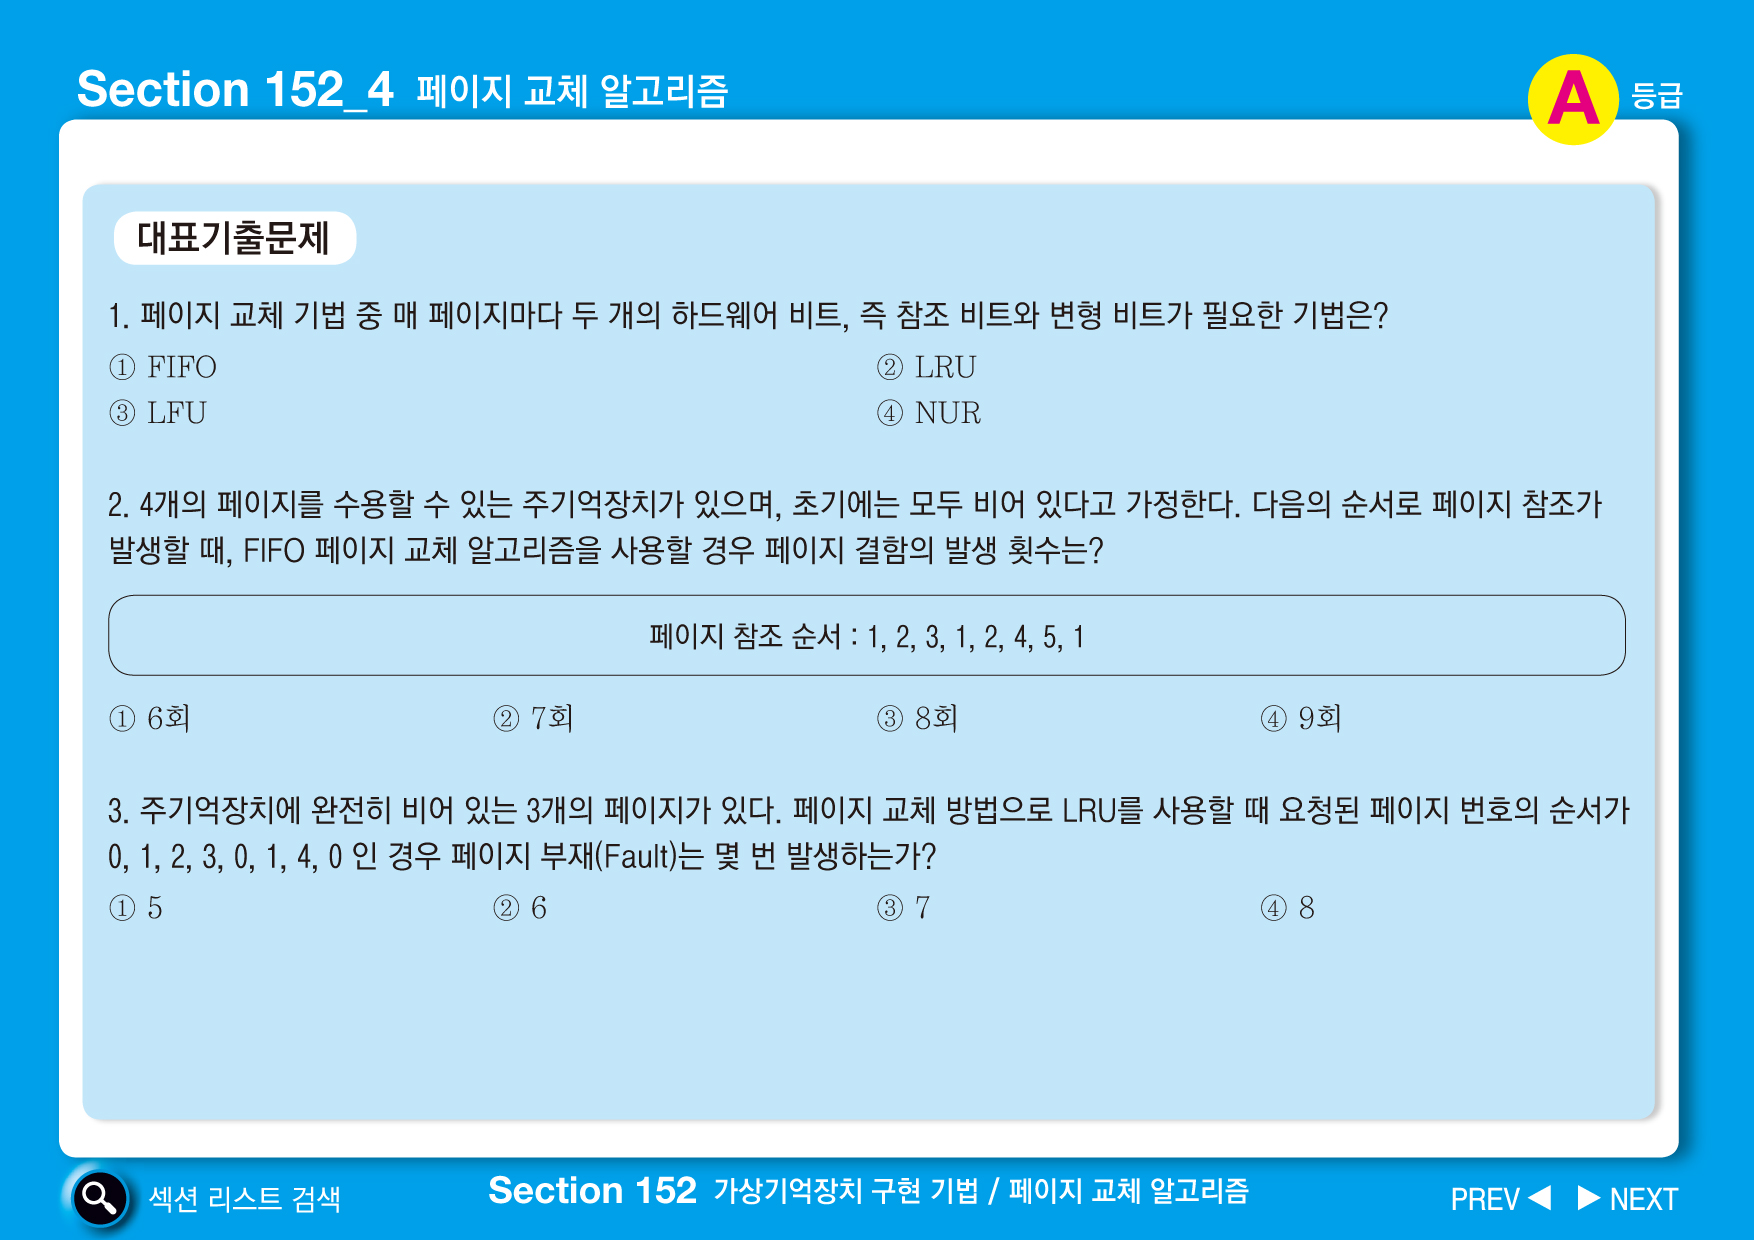 Section 152_4 페이지 교체 알고리즘
A 등급
대표기출문제
1. 페이지 교체 기법 중 매 페이지마다 두 개의 하드웨어 비트, 즉 참조 비트와 변형 비트가 필요한 기법은?
① FIFO ② LRU
③ LFU ④ NUR
2. 4개의 페이지를 수용할 수 있는 주기억장치가 있으며, 초기에는 모두 비어 있다고 가정한다. 다음의 순서로 페이지 참조가
발생할 때, FIFO 페이지 교체 알고리즘을 사용할 경우 페이지 결함의 발생 횟수는?
페이지 참조 순서 : 1, 2, 3, 1, 2, 4, 5, 1
① 6회 ② 7회 ③ 8회 ④ 9회
3. 주기억장치에 완전히 비어 있는 3개의 페이지가 있다. 페이지 교체 방법으로 LRU를 사용할 때 요청된 페이지 번호의 순서가
0, 1, 2, 3, 0, 1, 4, 0 인 경우 페이지 부재(Fault)는 몇 번 발생하는가?
① 5 ② 6 ③ 7 ④ 8
섹션 리스트 검색
Section 152 가상기억장치 구현 기법 / 페이지 교체 알고리즘
PREV ◀ ▶ NEXT